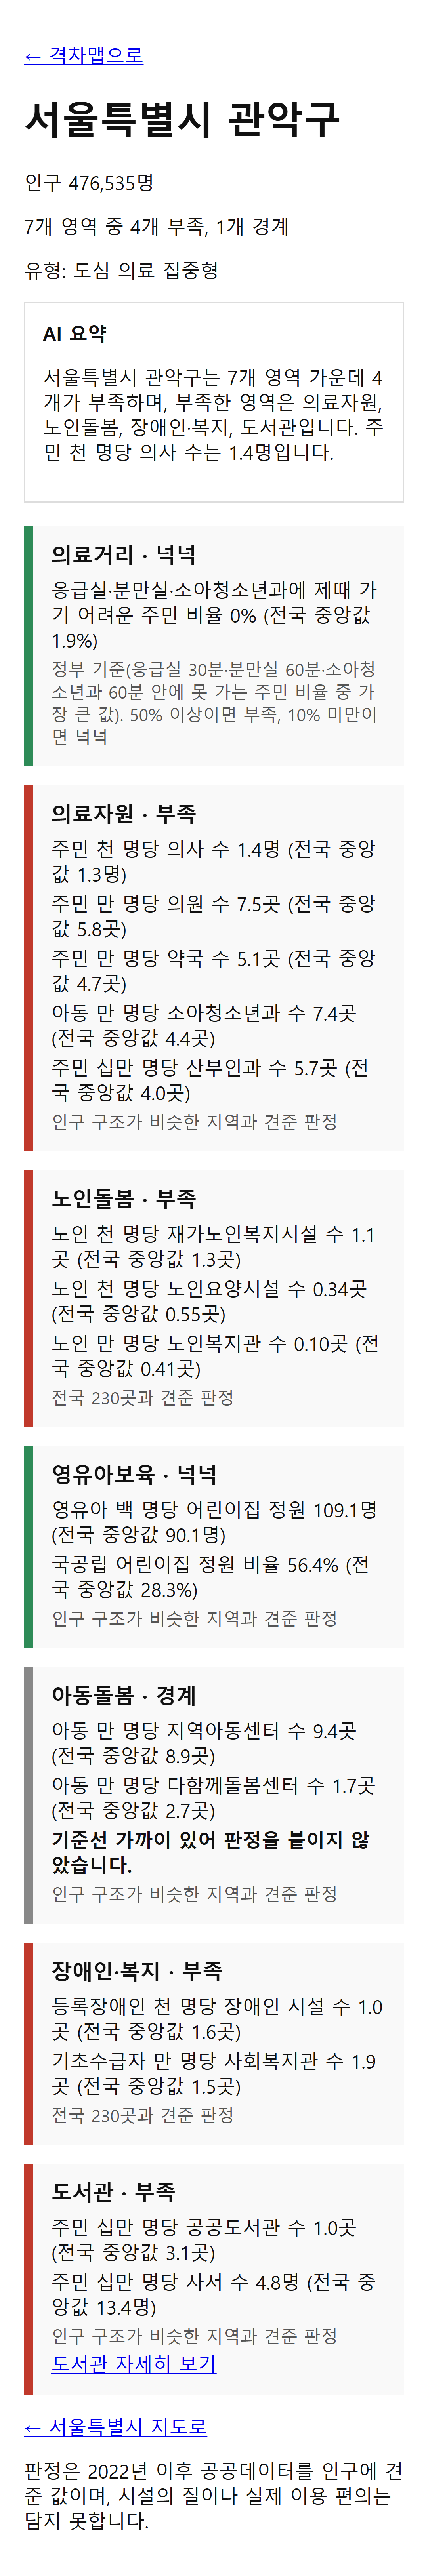 ← 격차맵으로
서울특별시 관악구
인구 476,535명
7개 영역 중 4개 부족, 1개 경계
유형: 도심 의료 집중형
AI 요약
서울특별시 관악구는 7개 영역 가운데 4
개가 부족하며, 부족한 영역은 의료자원,
노인돌봄, 장애인·복지, 도서관입니다. 주
민 천 명당 의사 수는 1.4명입니다.
의료거리 · 넉넉
응급실·분만실·소아청소년과에 제때 가
기 어려운 주민 비율 0% (전국 중앙값
1.9%)
정부 기준(응급실 30분·분만실 60분·소아청
소년과 60분 안에 못 가는 주민 비율 중 가
장 큰 값). 50% 이상이면 부족, 10% 미만이
면 넉넉
의료자원 · 부족
주민 천 명당 의사 수 1.4명 (전국 중앙
값 1.3명)
주민 만 명당 의원 수 7.5곳 (전국 중앙
값 5.8곳)
주민 만 명당 약국 수 5.1곳 (전국 중앙
값 4.7곳)
아동 만 명당 소아청소년과 수 7.4곳
(전국 중앙값 4.4곳)
주민 십만 명당 산부인과 수 5.7곳 (전
국 중앙값 4.0곳)
인구 구조가 비슷한 지역과 견준 판정
노인돌봄 · 부족
노인 천 명당 재가노인복지시설 수 1.1
곳 (전국 중앙값 1.3곳)
노인 천 명당 노인요양시설 수 0.34곳
(전국 중앙값 0.55곳)
노인 만 명당 노인복지관 수 0.10곳 (전
국 중앙값 0.41곳)
전국 230곳과 견준 판정
영유아보육 · 넉넉
영유아 백 명당 어린이집 정원 109.1명
(전국 중앙값 90.1명)
국공립 어린이집 정원 비율 56.4% (전
국 중앙값 28.3%)
인구 구조가 비슷한 지역과 견준 판정
아동돌봄 · 경계
아동 만 명당 지역아동센터 수 9.4곳
(전국 중앙값 8.9곳)
아동 만 명당 다함께돌봄센터 수 1.7곳
(전국 중앙값 2.7곳)
기준선 가까이 있어 판정을 붙이지 않
았습니다.
인구 구조가 비슷한 지역과 견준 판정
장애인·복지 · 부족
등록장애인 천 명당 장애인 시설 수 1.0
곳 (전국 중앙값 1.6곳)
기초수급자 만 명당 사회복지관 수 1.9
곳 (전국 중앙값 1.5곳)
전국 230곳과 견준 판정
도서관 · 부족
주민 십만 명당 공공도서관 수 1.0곳
(전국 중앙값 3.1곳)
주민 십만 명당 사서 수 4.8명 (전국 중
앙값 13.4명)
인구 구조가 비슷한 지역과 견준 판정
도서관 자세히 보기
← 서울특별시 지도로
판정은 2022년 이후 공공데이터를 인구에 견
준 값이며, 시설의 질이나 실제 이용 편의는
담지 못합니다.